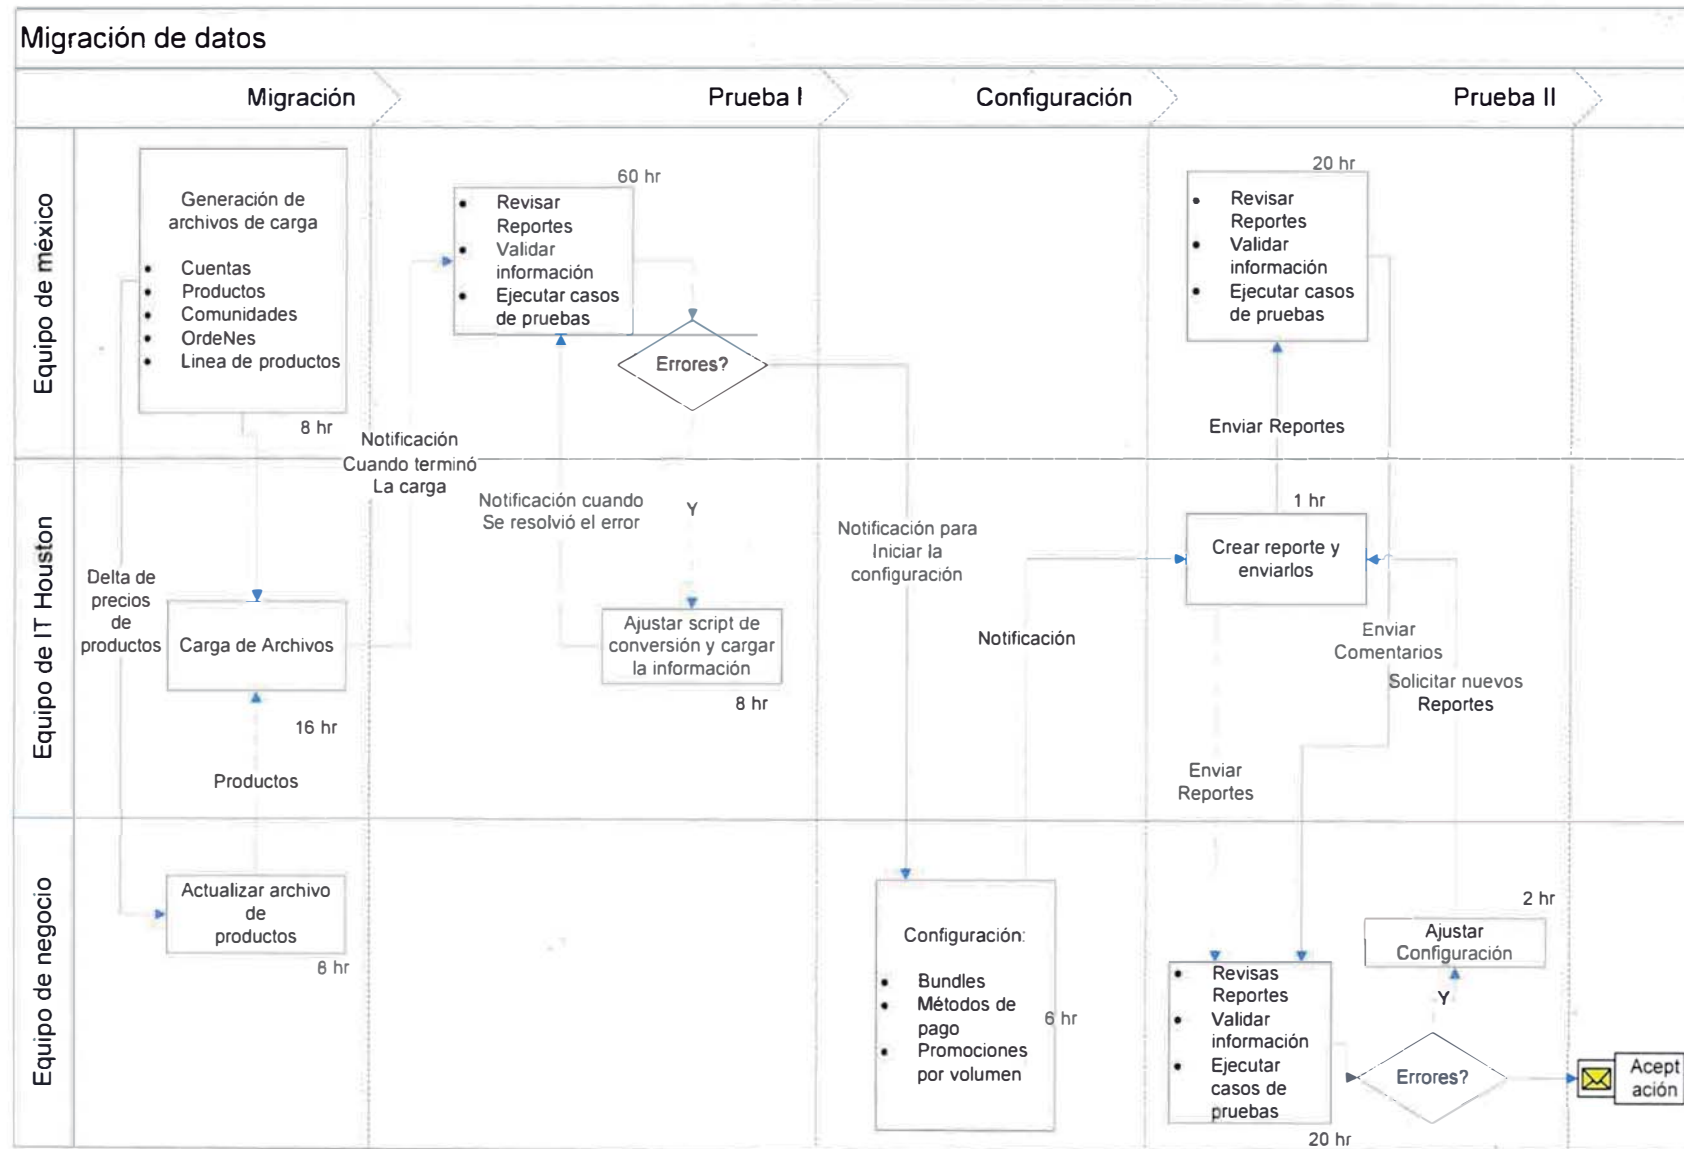 Migración de datos
Migración
Prueba I
Configuración
Prueba II
Equipo de méxico
Generación de
archivos de carga
• Cuentas
• Productos
• Comunidades
• OrdeNes
• Linea de productos
8 hr
60 hr
• Revisar
Reportes
• Validar
información
• Ejecutar casos
de pruebas
Errores?
20 hr
• Revisar
Reportes
• Validar
información
• Ejecutar casos
de pruebas
Enviar Reportes
Notificación
Cuando terminó
La carga
Equipo de IT Houston
Delta de
precios
de
productos
Carga de Archivos
16 hr
Productos
Notificación cuando
Se resolvió el error
Y
Ajustar script de
conversión y cargar
la información
8 hr
Notificación para
Iniciar la
configuración
Notificación
1 hr
Crear reporte y
enviarlos
Enviar
Comentarios
Solicitar nuevos
Reportes
Enviar
Reportes
Equipo de negocio
Actualizar archivo
de
productos
8 hr
Configuración:
• Bundles
• Métodos de
pago
• Promociones
por volumen
6 hr
• Revisas
Reportes
• Validar
información
• Ejecutar
casos de
pruebas
20 hr
2 hr
Ajustar
Configuración
Y
Errores?
Acept
ación